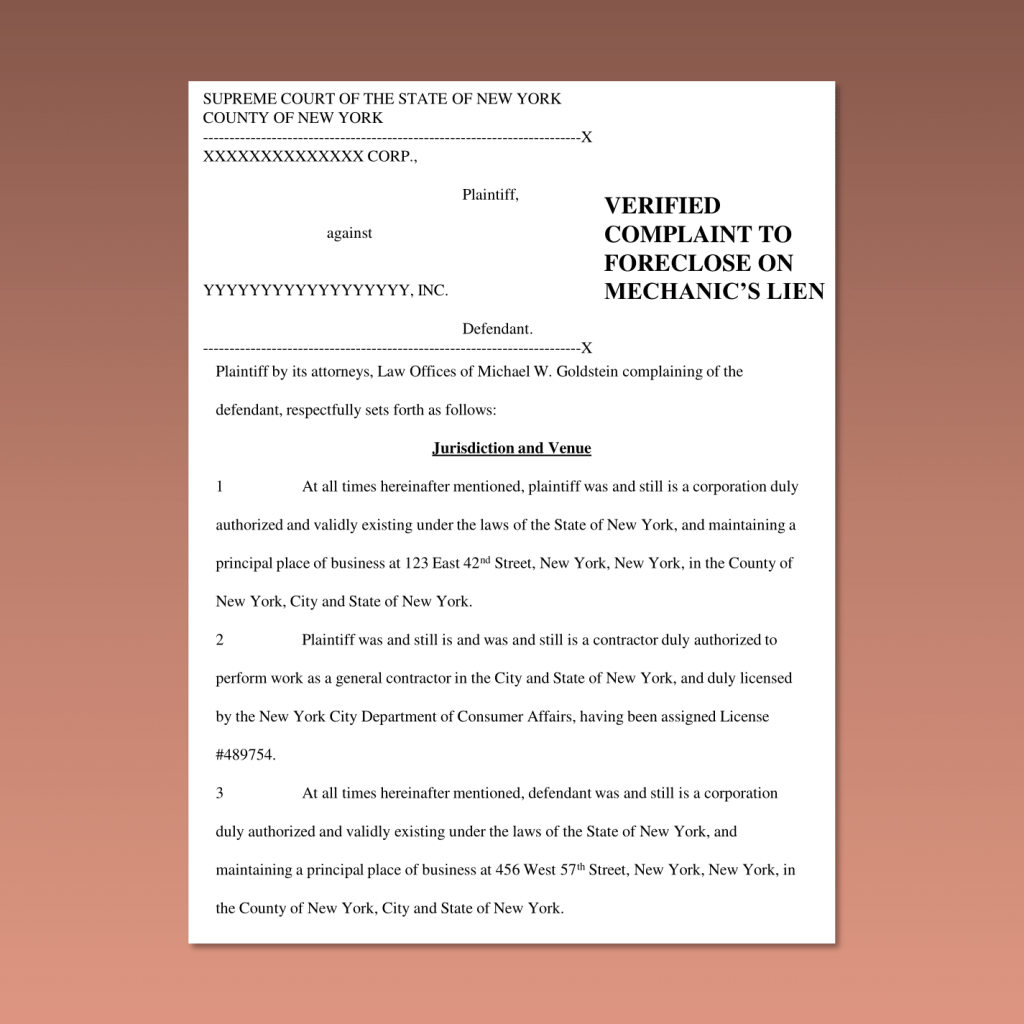 SUPREME COURT OF THE STATE OF NEW YORK
COUNTY OF NEW YORK
------------------------------------------------------------------------X
XXXXXXXXXXXXXX CORP.,
Plaintiff,
against
YYYYYYYYYYYYYYYYYY, INC.
Defendant.
------------------------------------------------------------------------X
VERIFIED
COMPLAINT TO
FORECLOSE ON
MECHANIC’S LIEN
Plaintiff by its attorneys, Law Offices of Michael W. Goldstein complaining of the
defendant, respectfully sets forth as follows:
Jurisdiction and Venue
1 At all times hereinafter mentioned, plaintiff was and still is a corporation duly
authorized and validly existing under the laws of the State of New York, and maintaining a
principal place of business at 123 East 42nd Street, New York, New York, in the County of
New York, City and State of New York.
2 Plaintiff was and still is and was and still is a contractor duly authorized to
perform work as a general contractor in the City and State of New York, and duly licensed
by the New York City Department of Consumer Affairs, having been assigned License
#489754.
3 At all times hereinafter mentioned, defendant was and still is a corporation
duly authorized and validly existing under the laws of the State of New York, and
maintaining a principal place of business at 456 West 57th Street, New York, New York, in
the County of New York, City and State of New York.